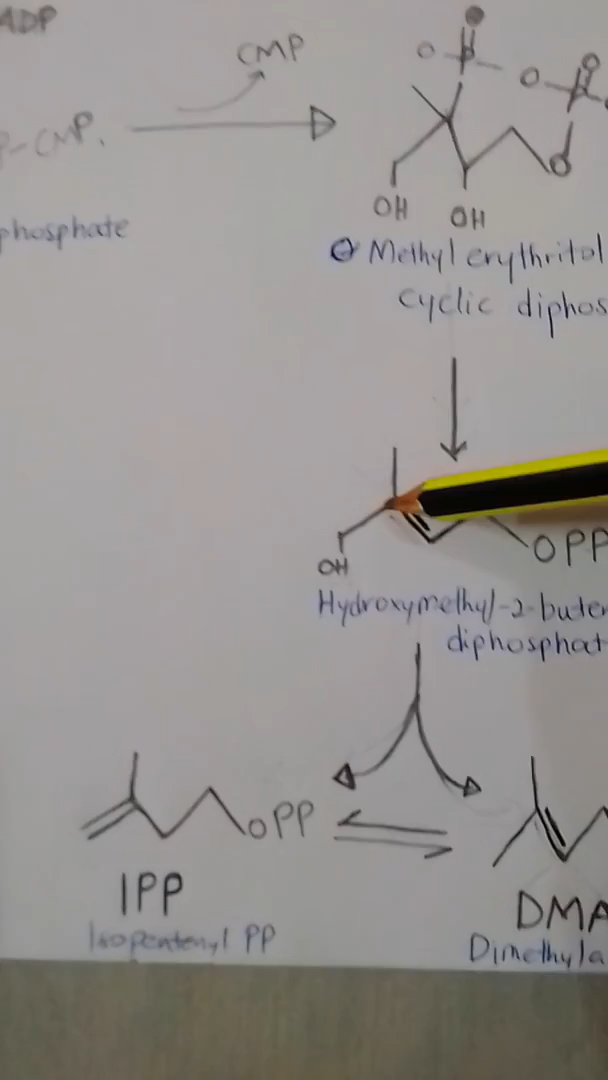 ADP
CMP
P-CMP.
phosphate
O
O
O
OH
OH
Methyl erythritol
cyclic diphos
OH
OPP
Hydroxymethyl-2-buten
diphosphat
OPP
IPP
Isopentenyl PP
DMA
Dimethyla